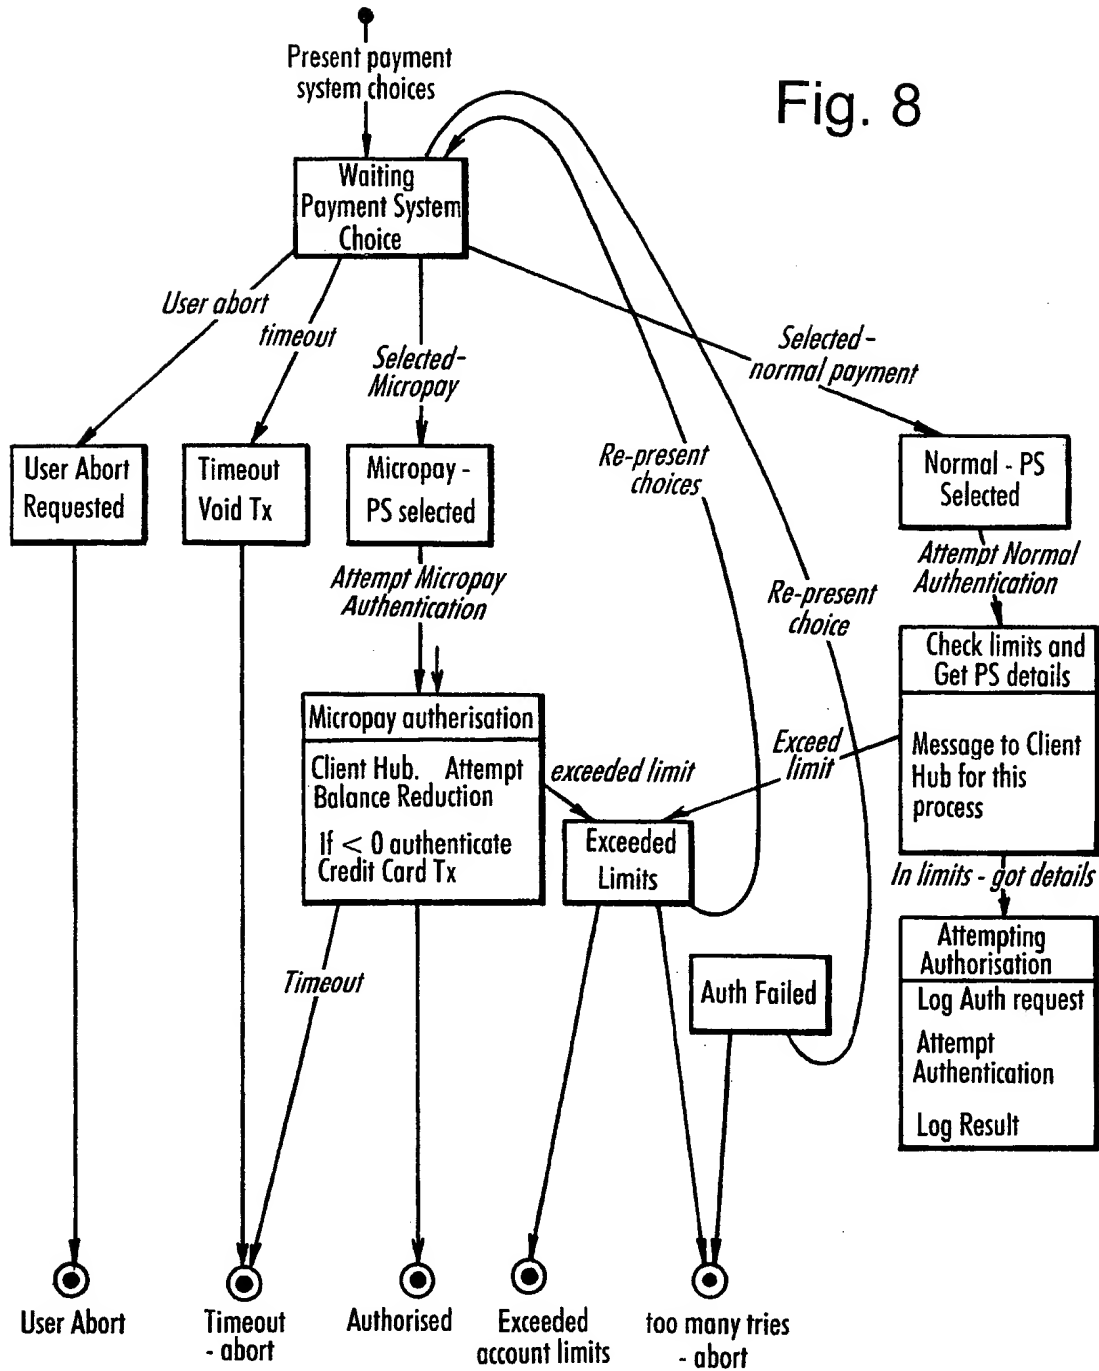 Present payment
system choices
Fig. 8
Waiting
Payment System
Choice
User abort
timeout
Selected-
Micropay
Selected-
normal payment
User Abort
Requested
Timeout
Void Tx
Micropay -
PS selected
Re-present
choices
Normal - PS
Selected
Attempt Micropay
Authentication
Re-present
choice
Attempt Normal
Authentication
Check limits and
Get PS details
Message to Client
Hub for this
process
Micropay autherisation
Client Hub. Attempt
Balance Reduction
If < 0 authenticate
Credit Card Tx
exceeded limit
Exceed
limit
Exceeded
Limits
In limits - got details
Timeout
Auth Failed
Attempting
Authorisation
Log Auth request
Attempt
Authentication
Log Result
User Abort
Timeout
- abort
Authorised
Exceeded
account limits
too many tries
- abort